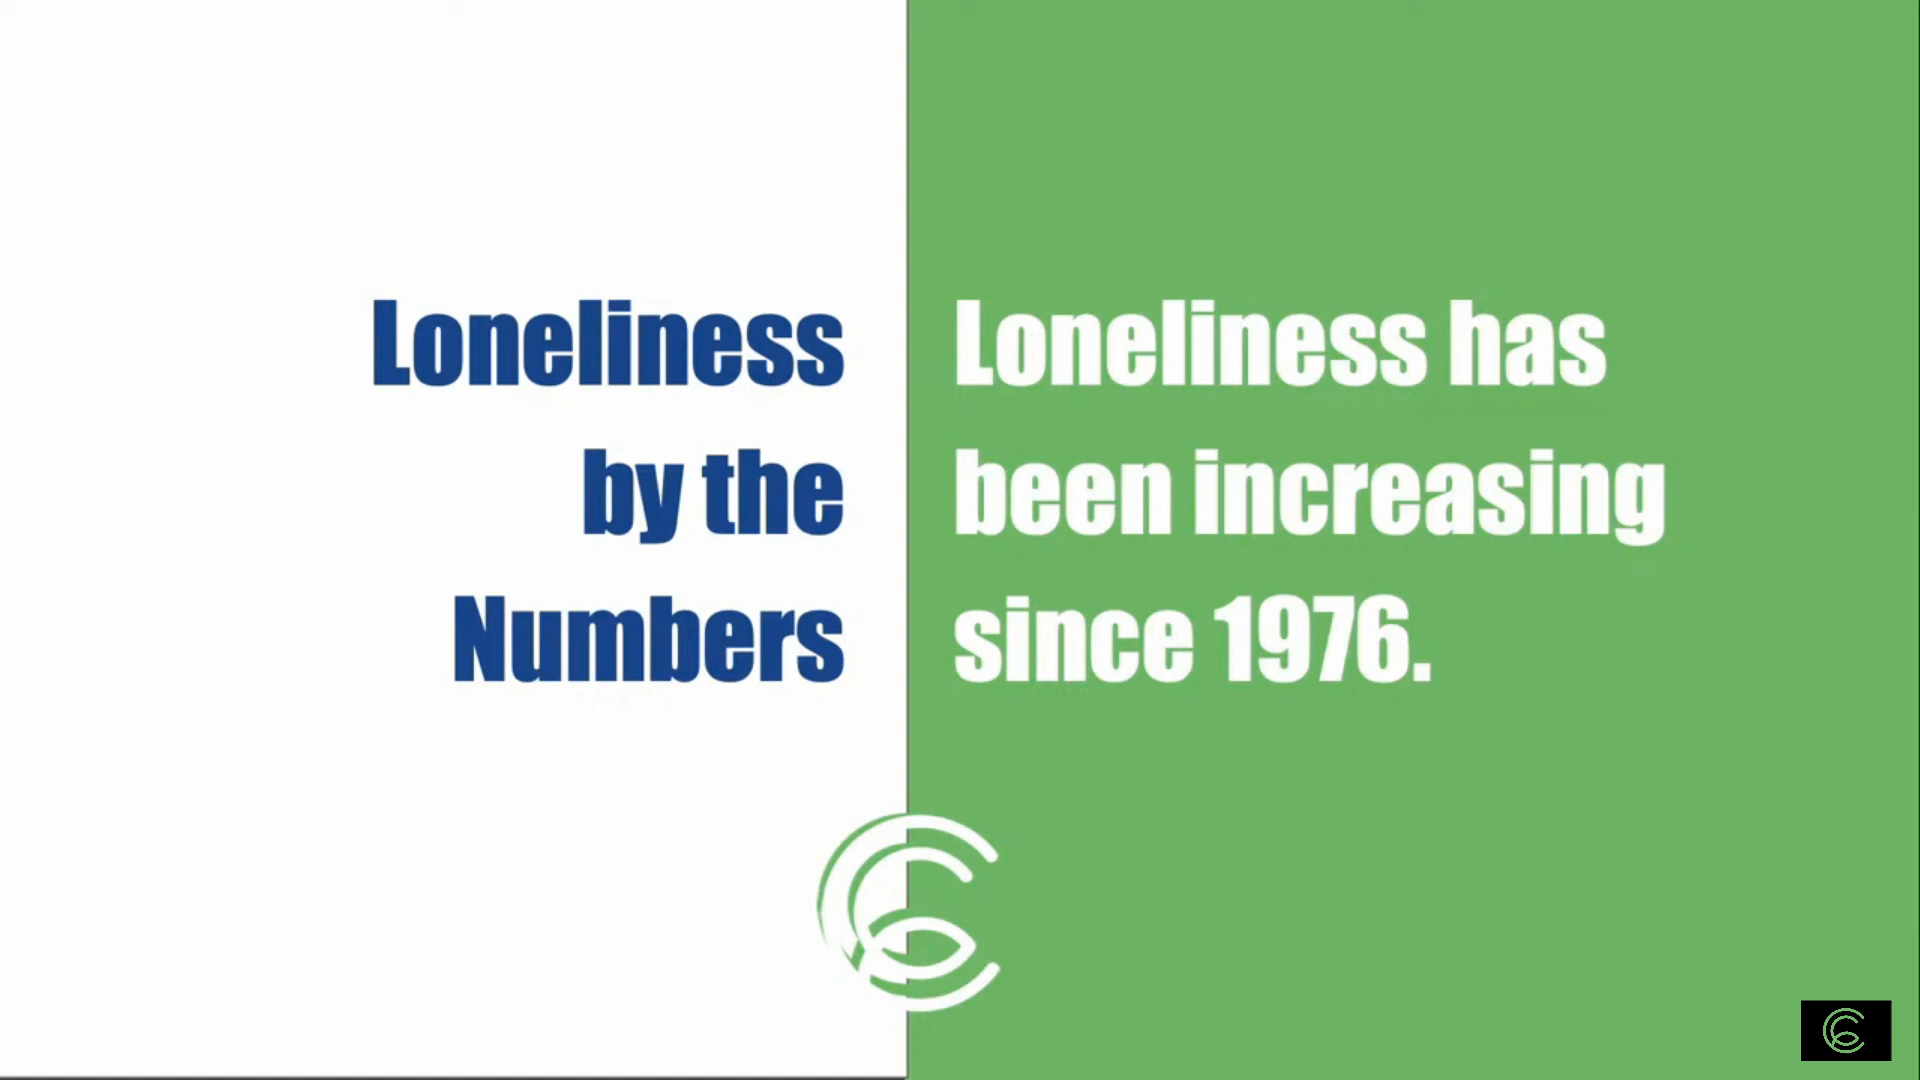 Loneliness
by the
Numbers
Loneliness has
been increasing
since 1976.